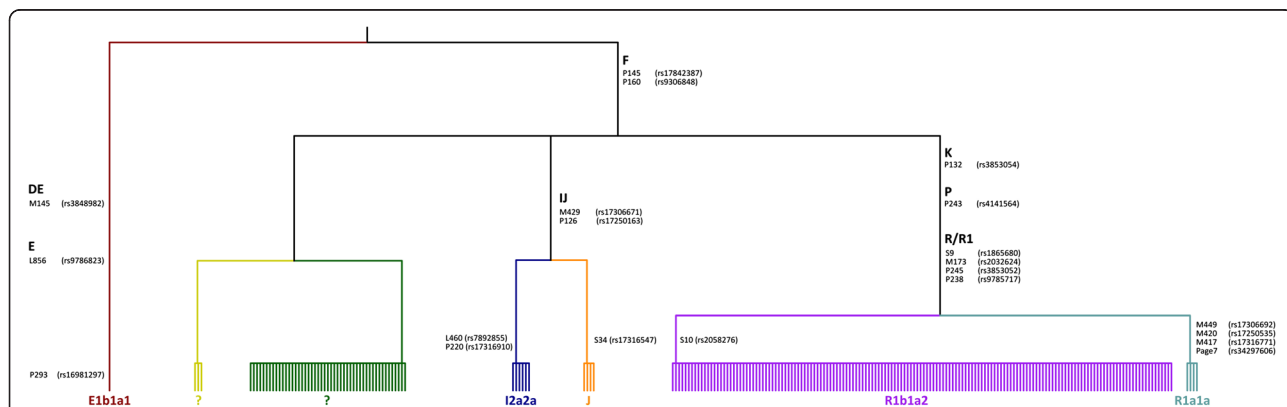 F
P145 (rs17842387)
P160 (rs9306848)
K
P132 (rs3853054)
DE
M145 (rs3848982)
IJ
M429 (rs17306671)
P126 (rs17250163)
P
P243 (rs4141564)
E
L856 (rs9786823)
R/R1
S9 (rs1865680)
M173 (rs2032624)
P245 (rs3853052)
P238 (rs9785717)
L460 (rs7892855)
P220 (rs17316910)
S34 (rs17316547)
S10 (rs2058276)
M449 (rs17306692)
M420 (rs17250535)
M417 (rs17316771)
Page7 (rs34297606)
P293 (rs16981297)
E1b1a1 ? ? I2a2a J R1b1a2 R1a1a